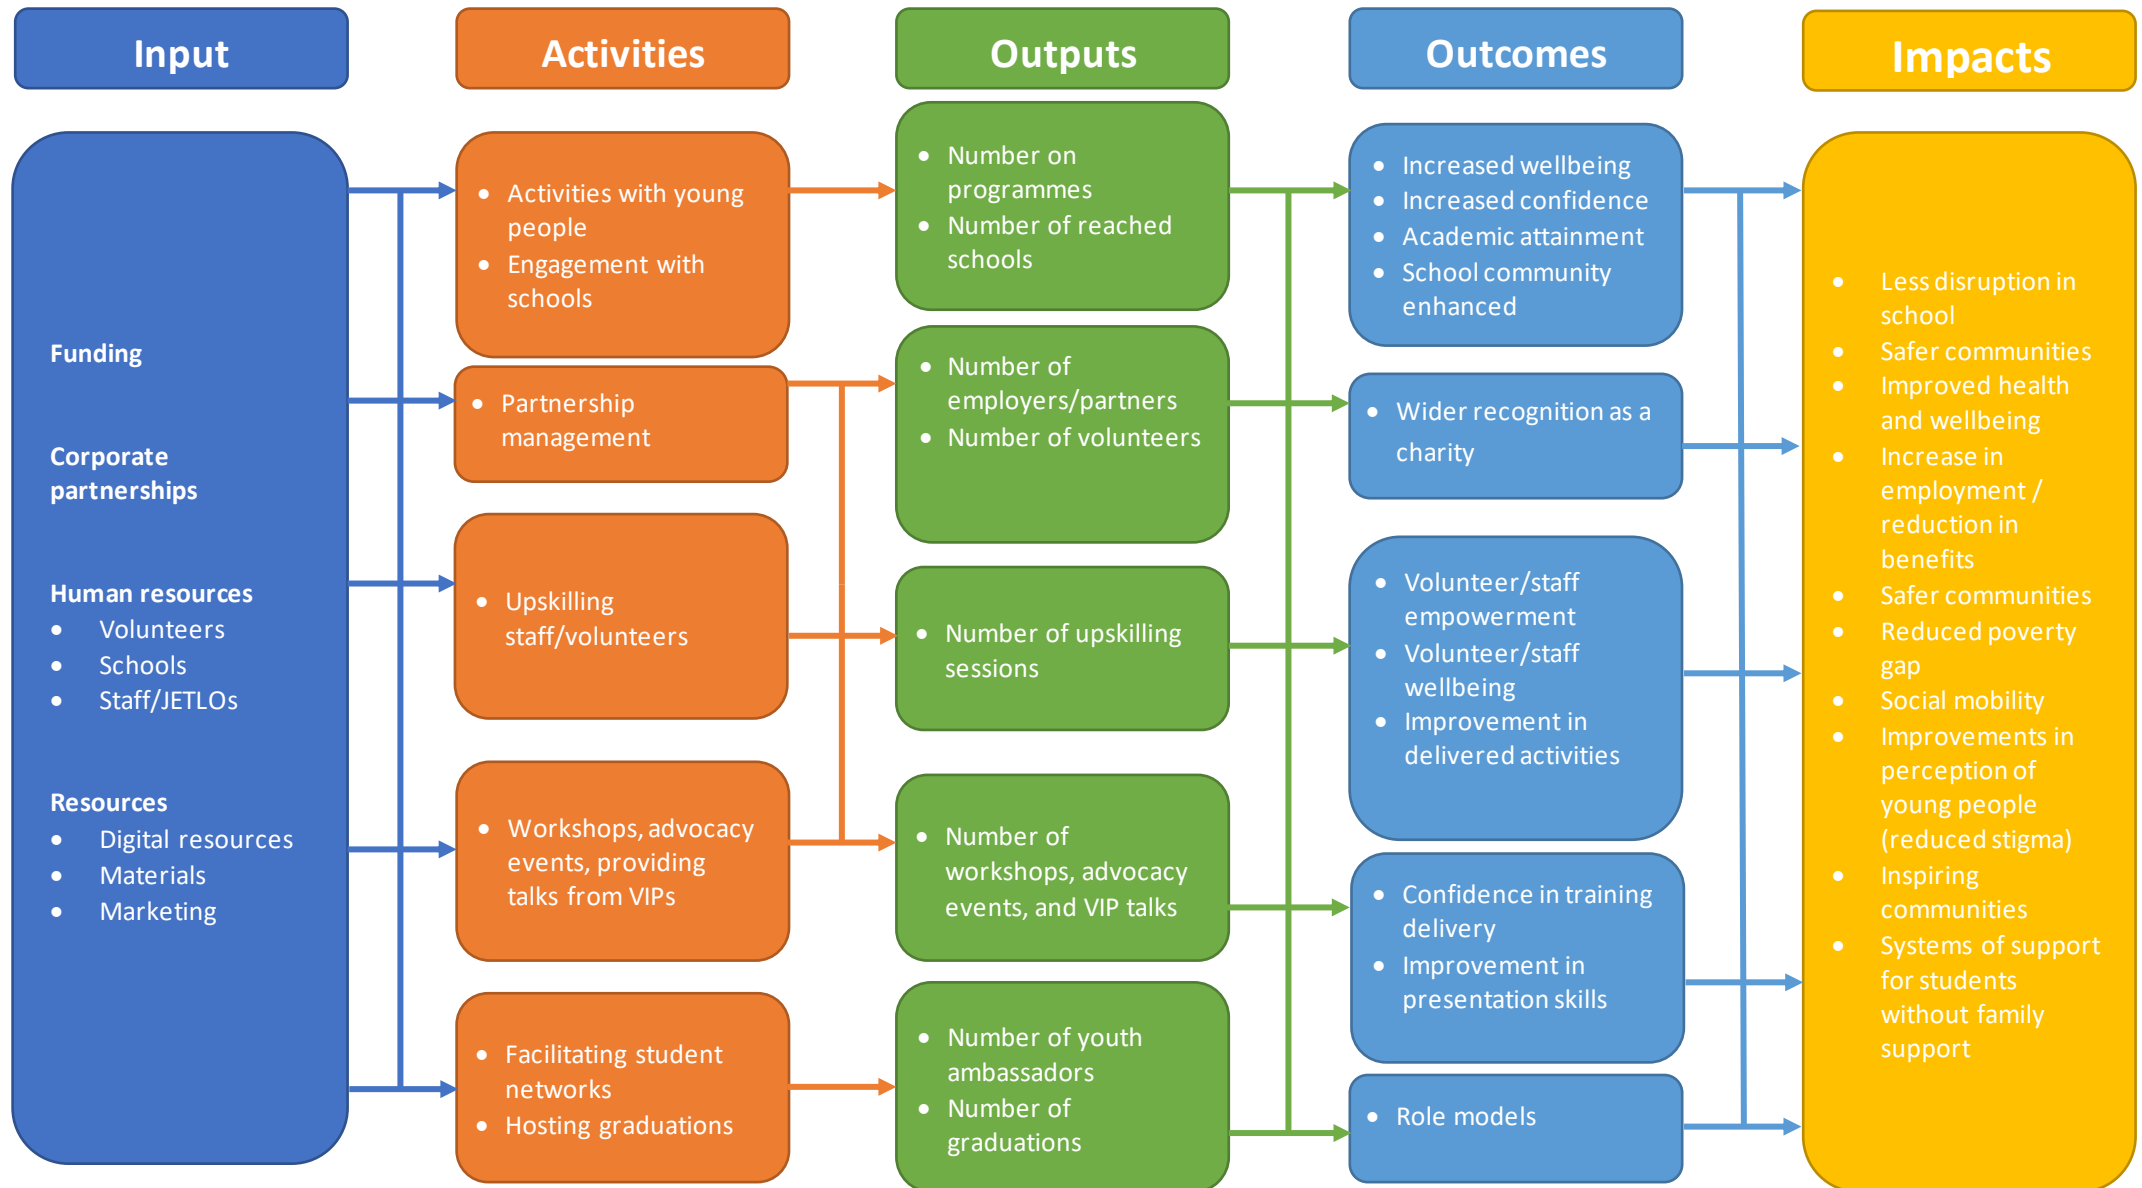 Input
Activities
Outputs
Outcomes
Impacts
Funding
Corporate
partnerships
Human resources
• Volunteers
• Schools
• Staff/JETLOs
Resources
• Digital resources
• Materials
• Marketing
• Activities with young
people
• Engagement with
schools
• Partnership
management
• Upskilling
staff/volunteers
• Workshops, advocacy
events, providing
talks from VIPs
• Facilitating student
networks
• Hosting graduations
• Number on
programmes
• Number of reached
schools
• Number of
employers/partners
• Number of volunteers
• Number of upskilling
sessions
• Number of
workshops, advocacy
events, and VIP talks
• Number of youth
ambassadors
• Number of
graduations
• Increased wellbeing
• Increased confidence
• Academic attainment
• School community
enhanced
• Wider recognition as a
charity
• Volunteer/staff
empowerment
• Volunteer/staff
wellbeing
• Improvement in
delivered activities
• Confidence in training
delivery
• Improvement in
presentation skills
• Role models
• Less disruption in
school
• Safer communities
• Improved health
and wellbeing
• Increase in
employment /
reduction in
benefits
• Safer communities
• Reduced poverty
gap
• Social mobility
• Improvements in
perception of
young people
(reduced stigma)
• Inspiring
communities
• Systems of support
for students
without family
support